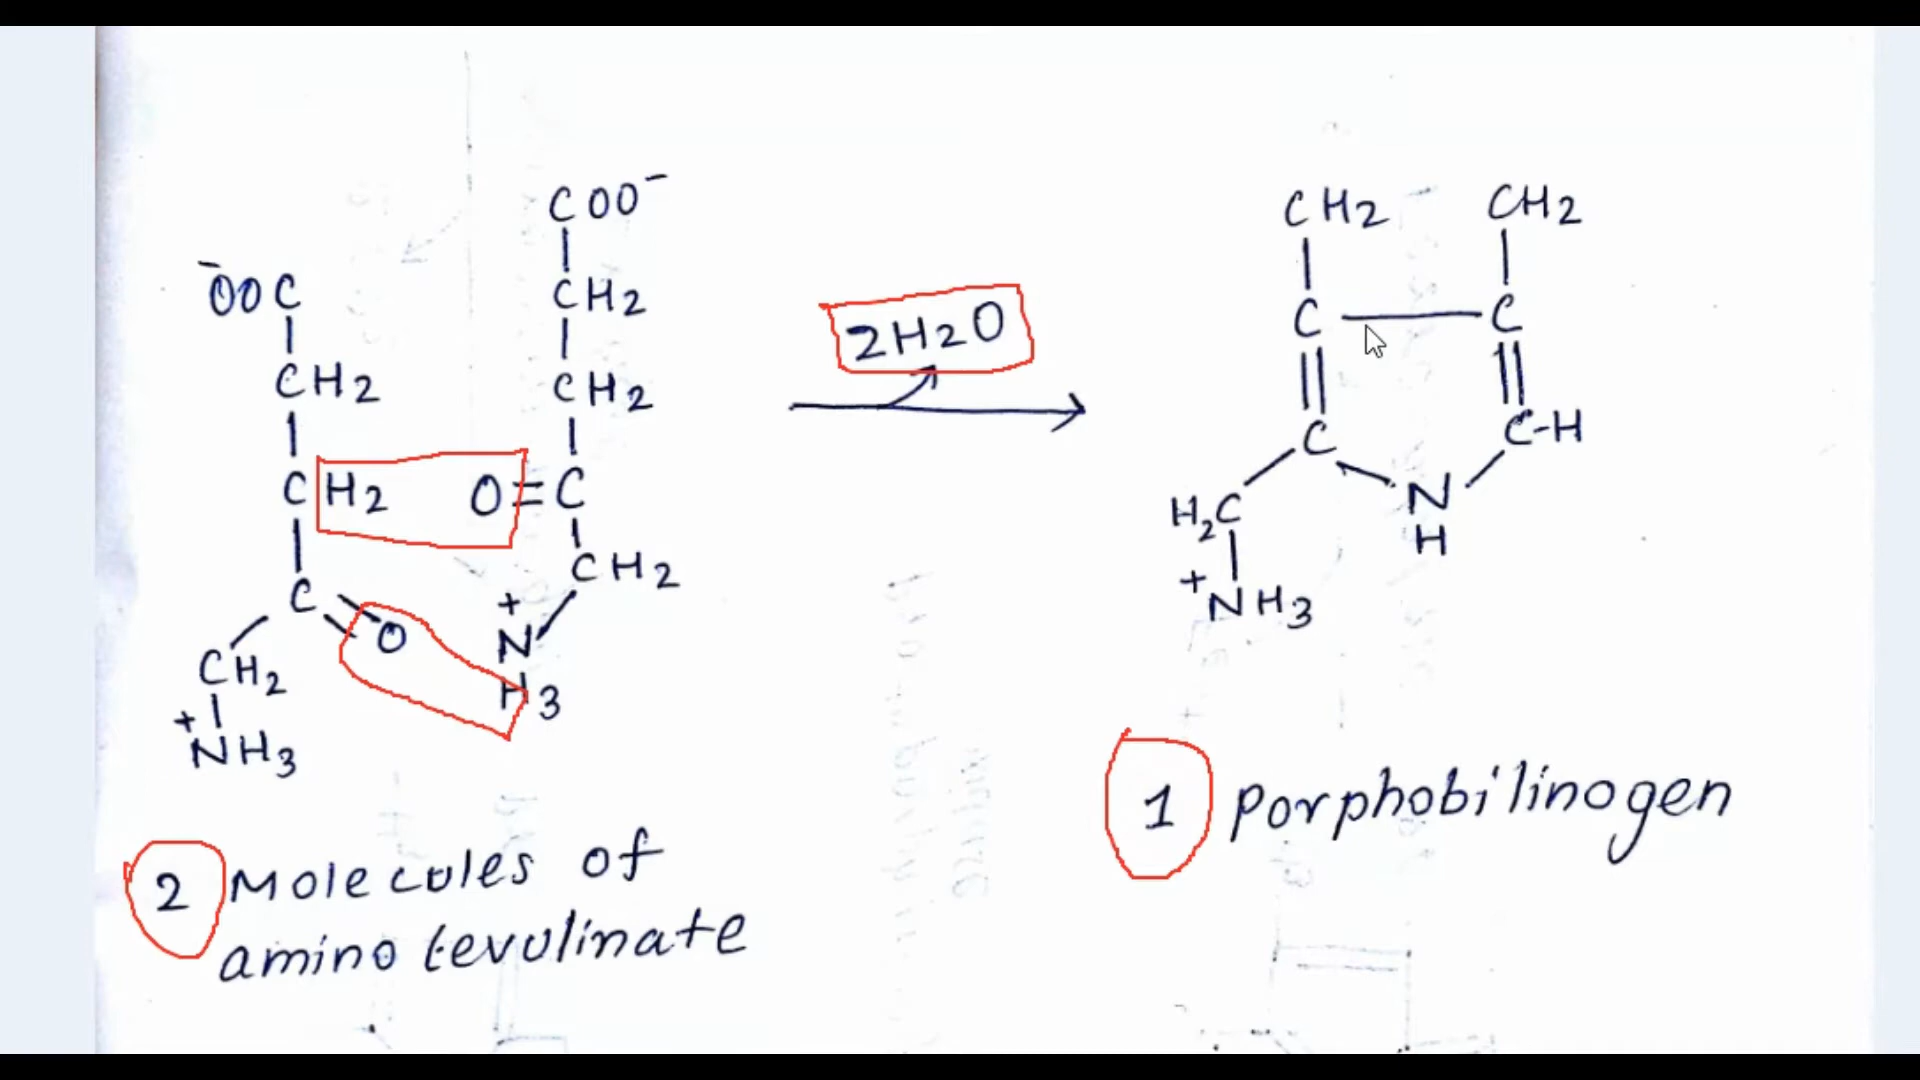 COO⁻
⁻OOC
CH2
CH2
CH2
CH2
CH2 O=C
C
O
CH2
+
N
H3
CH2
+
NH3
2H2O
CH2 CH2
C C
C C-H
H2C
N
H
+
NH3
2 Molecules of
amino levulinate
1 Porphobilinogen